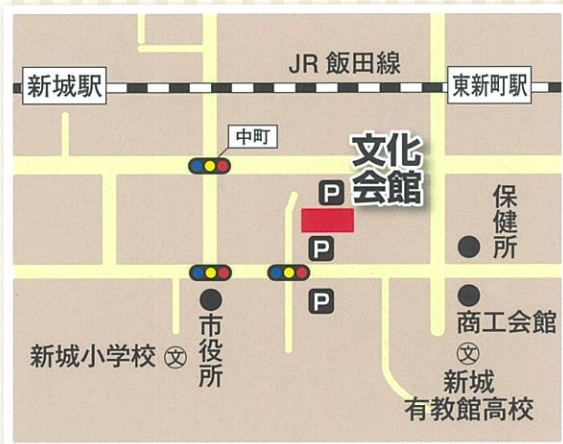 JR 飯田線
新城駅
東新町駅
中町
文化
会館
P
P
P
保健所
商工会館
市役所
新城小学校 文
文
新城
有教館高校